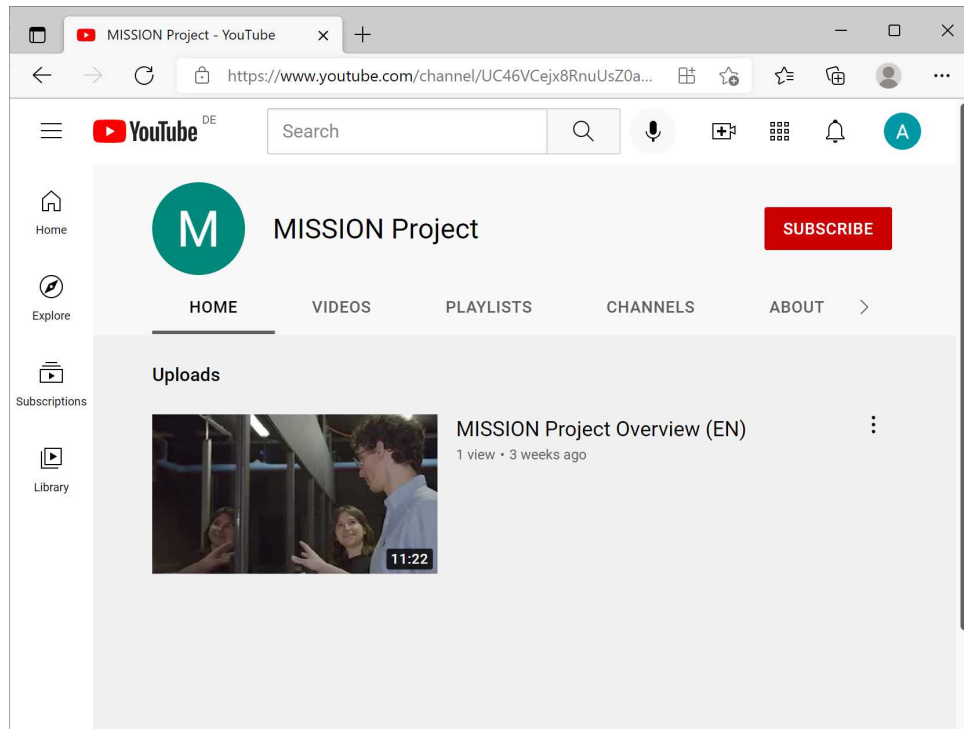 MISSION Project - YouTube
https://www.youtube.com/channel/UC46VCejx8RnuUsZ0a...
YouTube DE
Search
A
Home
Explore
Subscriptions
Library
M
MISSION Project
SUBSCRIBE
HOME VIDEOS PLAYLISTS CHANNELS ABOUT
Uploads
11:22
MISSION Project Overview (EN)
1 view • 3 weeks ago